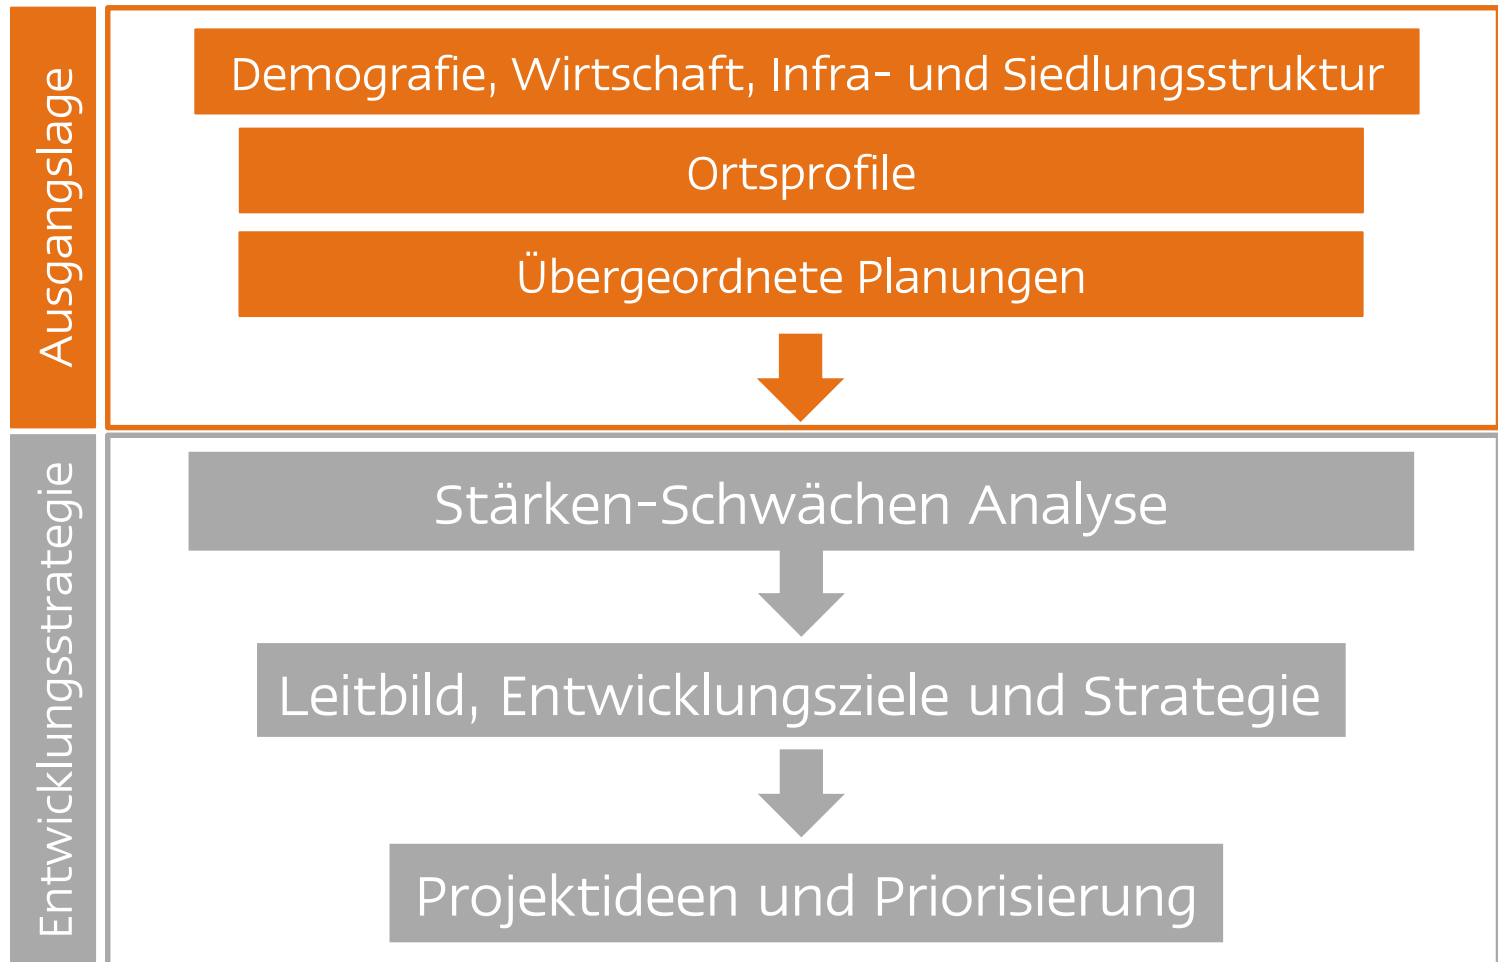 Ausgangslage
Demografie, Wirtschaft, Infra- und Siedlungsstruktur
Ortsprofile
Übergeordnete Planungen
Entwicklungsstrategie
Stärken-Schwächen Analyse
Leitbild, Entwicklungsziele und Strategie
Projektideen und Priorisierung